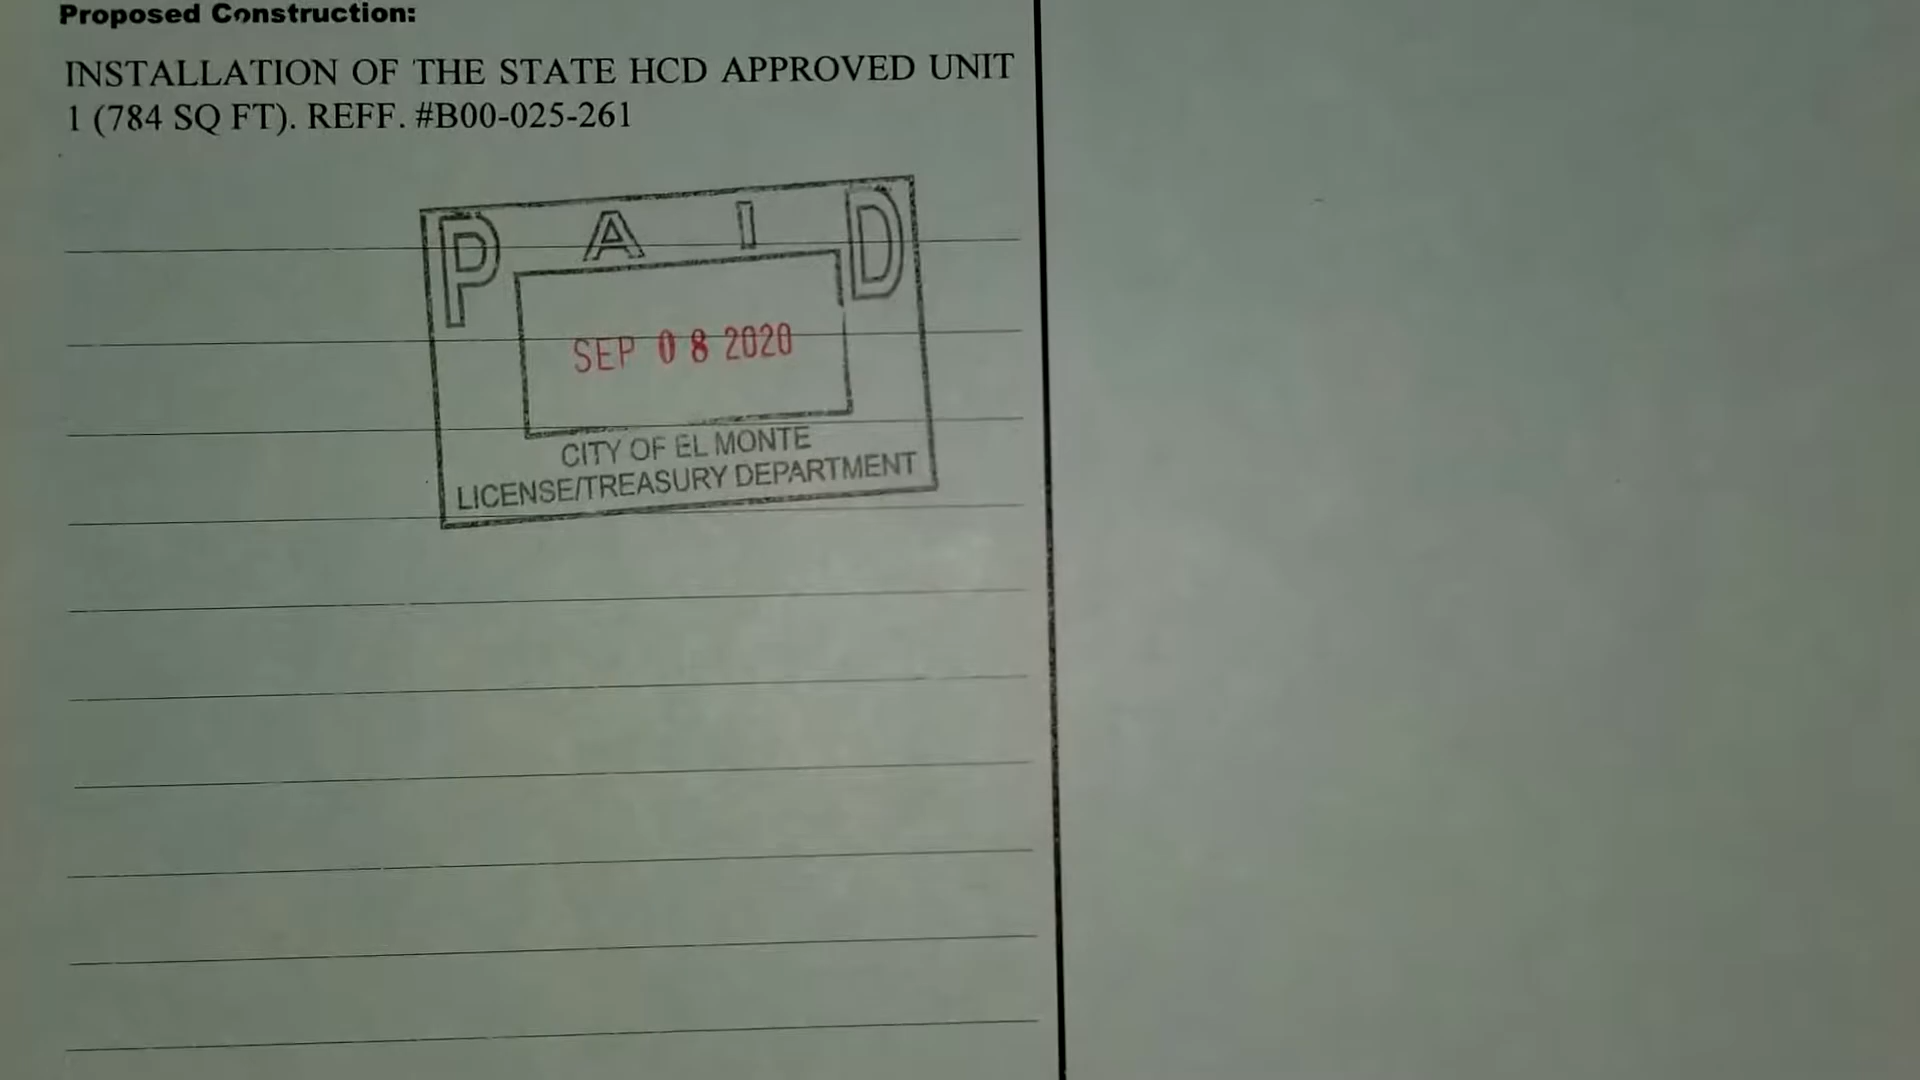 Proposed Construction:
INSTALLATION OF THE STATE HCD APPROVED UNIT
1 (784 SQ FT). REFF. #B00-025-261
P A I D
SEP 08 2020
CITY OF EL MONTE
LICENSE/TREASURY DEPARTMENT